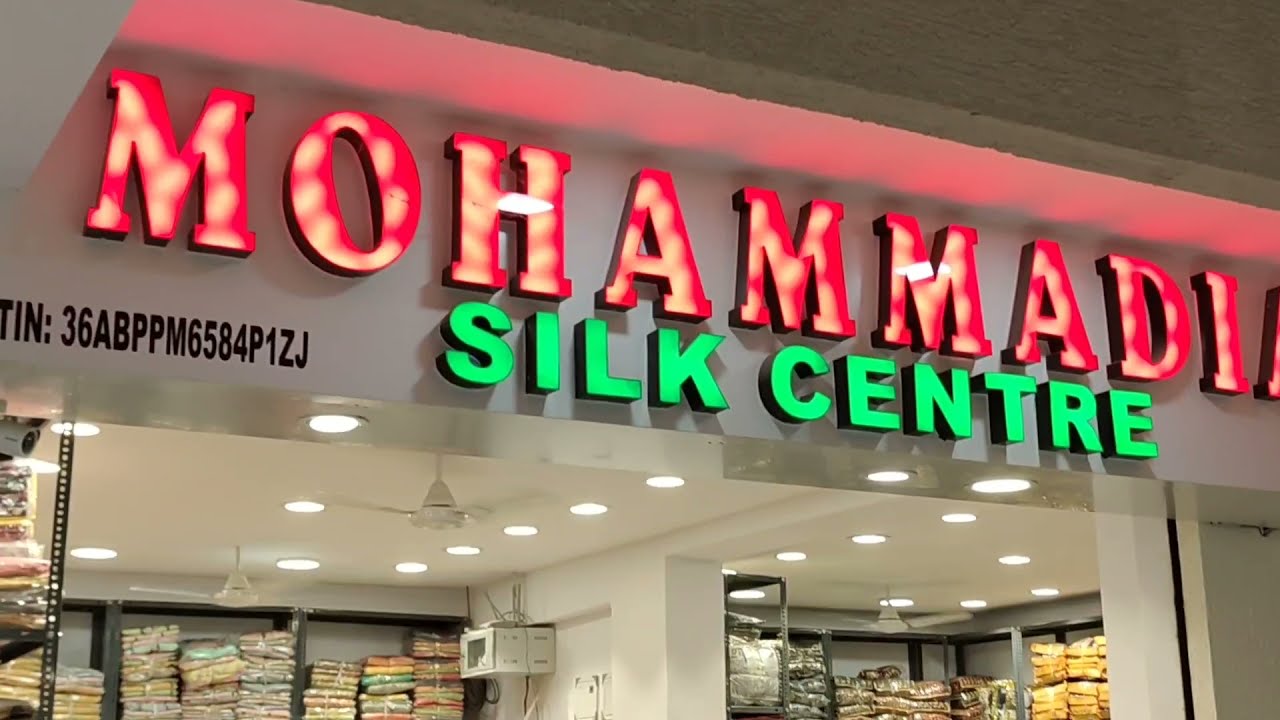 MOHAMMADIA
SILK CENTRE
TIN: 36ABPPM6584P1ZJ